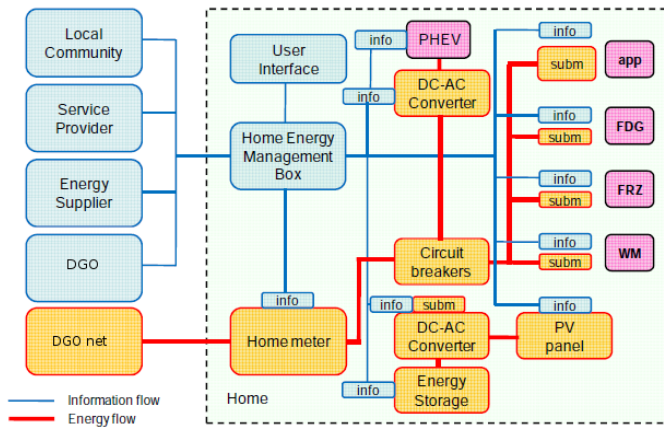 Local
Community
Service
Provider
Energy
Supplier
DGO
DGO net
User
Interface
Home Energy
Management
Box
info
Home meter
info
PHEV
info
DC-AC
Converter
Circuit
breakers
info
subm
DC-AC
Converter
info
Energy
Storage
info
subm
app
info
subm
FDG
info
subm
FRZ
info
subm
WM
info
PV
panel
Home
Information flow
Energy flow